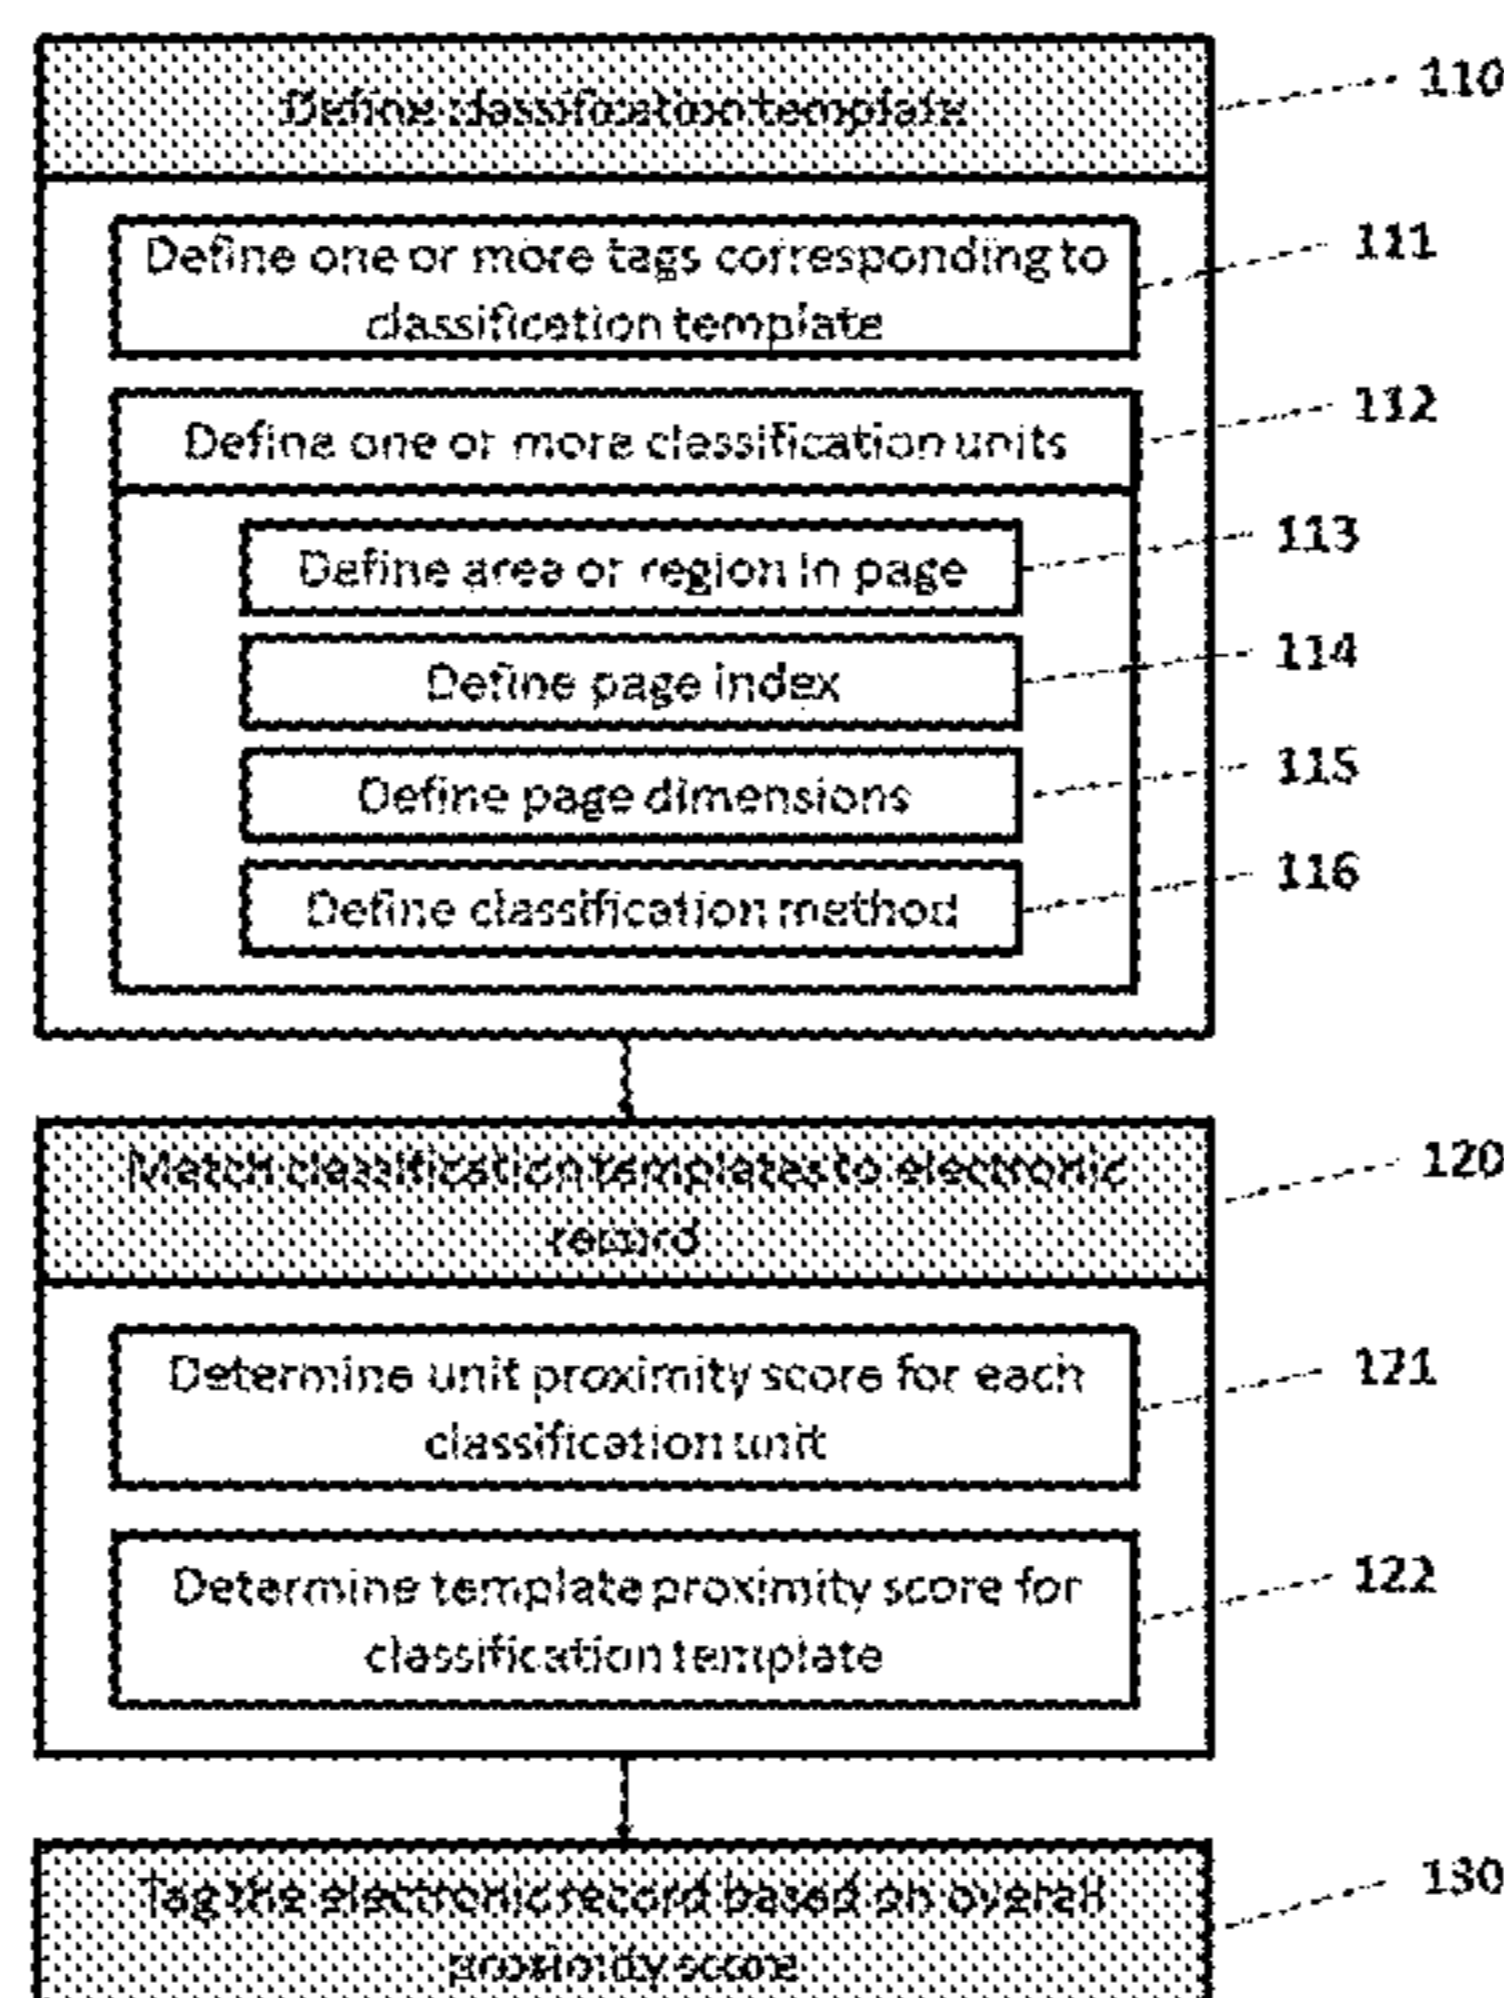 Define classification template
110
Define one or more tags corresponding to
classification template
111
Define one or more classification units
112
Define area or region in page
113
Define page index
114
Define page dimensions
115
Define classification method
116
Match classification templates to electronic
record
120
Determine unit proximity score for each
classification unit
121
Determine template proximity score for
classification template
122
Tag the electronic record based on overall
proximity score
130